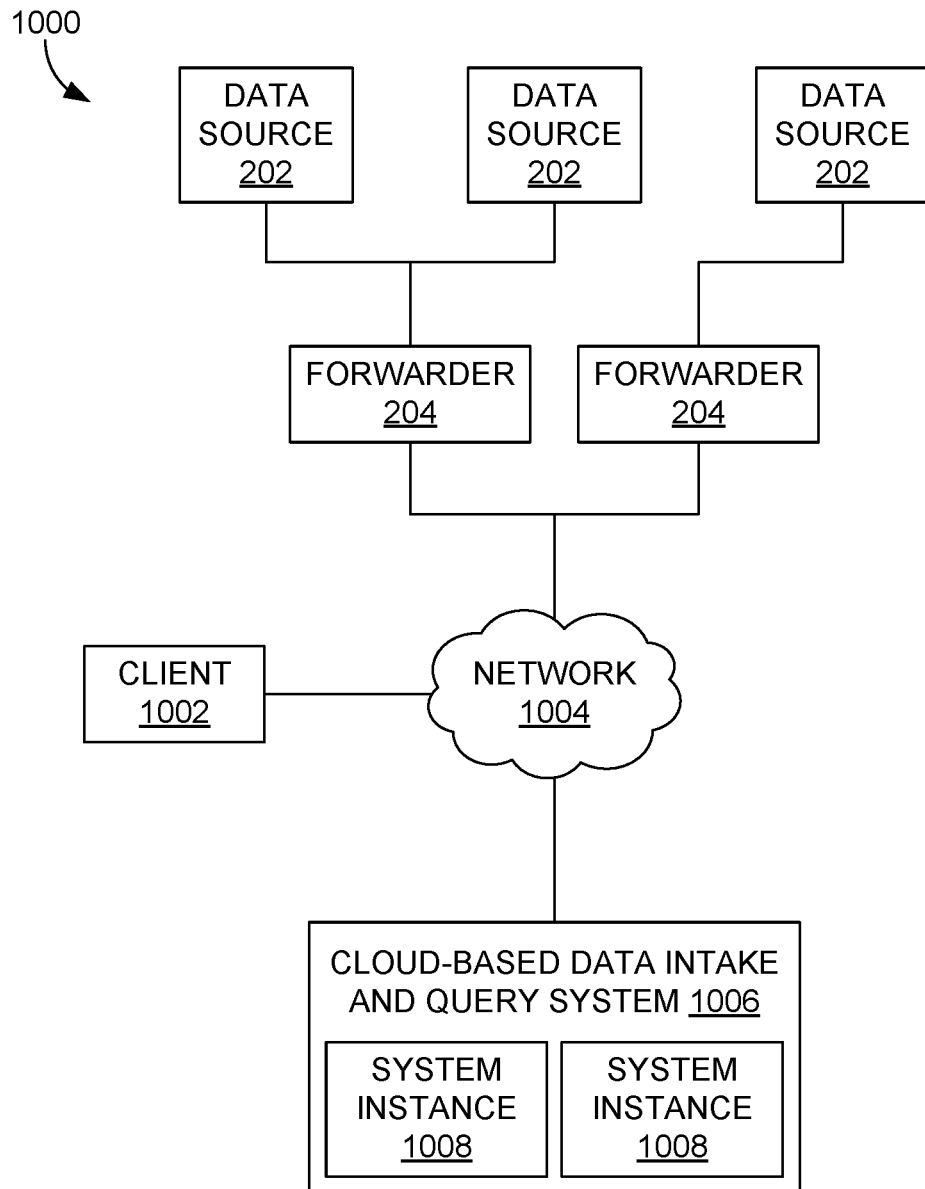 1000
DATA
SOURCE
202
DATA
SOURCE
202
DATA
SOURCE
202
FORWARDER
204
FORWARDER
204
CLIENT
1002
NETWORK
1004
CLOUD-BASED DATA INTAKE
AND QUERY SYSTEM 1006
SYSTEM
INSTANCE
1008
SYSTEM
INSTANCE
1008